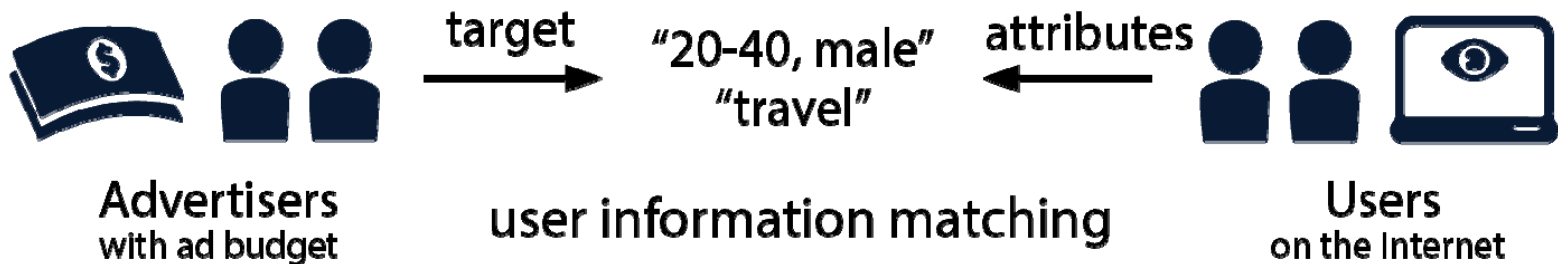 target
“20-40, male”
“travel”
attributes
Advertisers
with ad budget
user information matching
Users
on the Internet